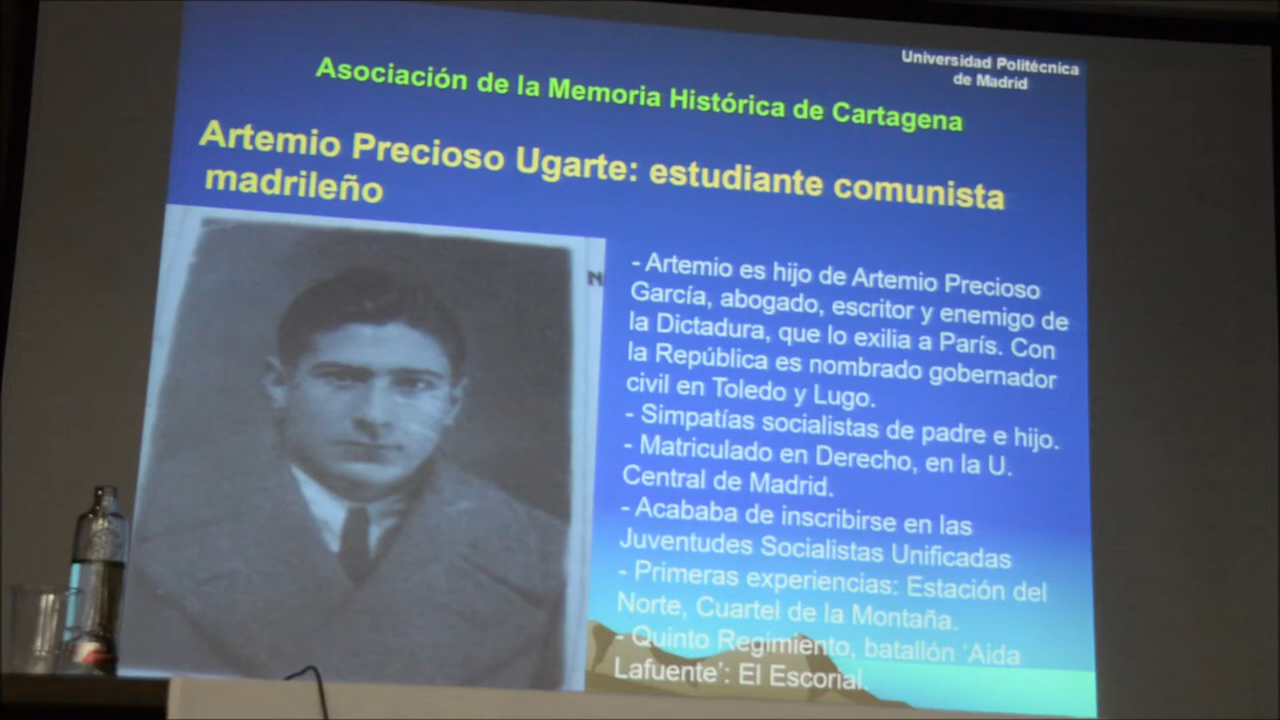 Universidad Politécnica
de Madrid
Asociación de la Memoria Histórica de Cartagena
Artemio Precioso Ugarte: estudiante comunista
madrileño
- Artemio es hijo de Artemio Precioso
García, abogado, escritor y enemigo de
la Dictadura, que lo exilia a París. Con
la República es nombrado gobernador
civil en Toledo y Lugo.
- Simpatías socialistas de padre e hijo.
- Matriculado en Derecho, en la U.
Central de Madrid.
- Acababa de inscribirse en las
Juventudes Socialistas Unificadas
- Primeras experiencias: Estación del
Norte, Cuartel de la Montaña.
- Quinto Regimiento, batallón ‘Aida
Lafuente’: El Escorial.